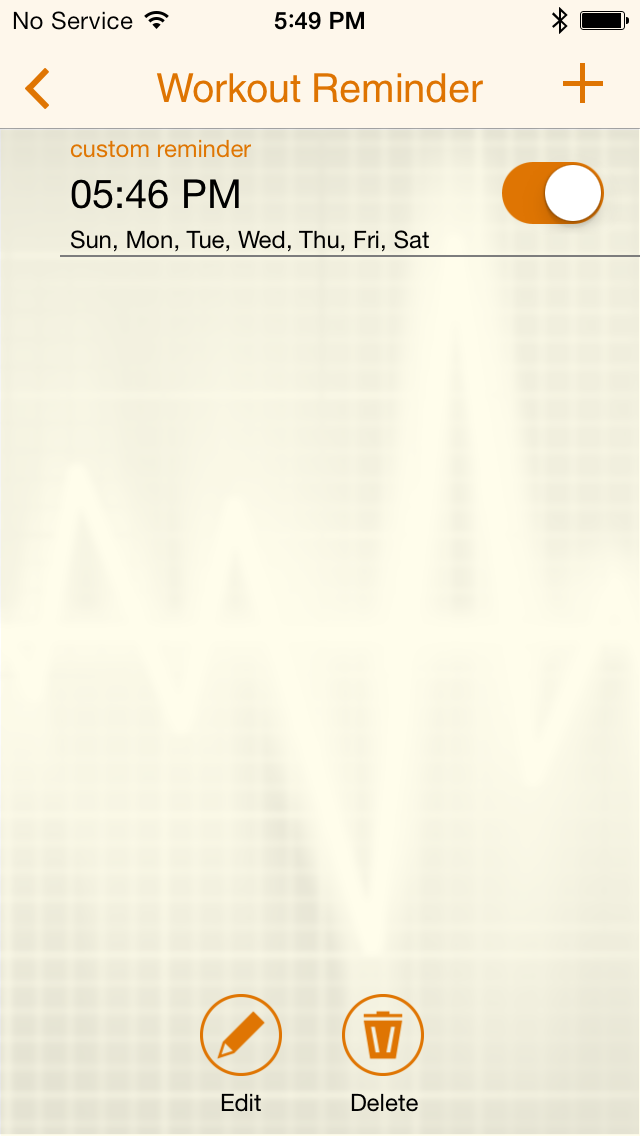 No Service 5:49 PM
Workout Reminder
custom reminder
05:46 PM
Sun, Mon, Tue, Wed, Thu, Fri, Sat
Edit Delete